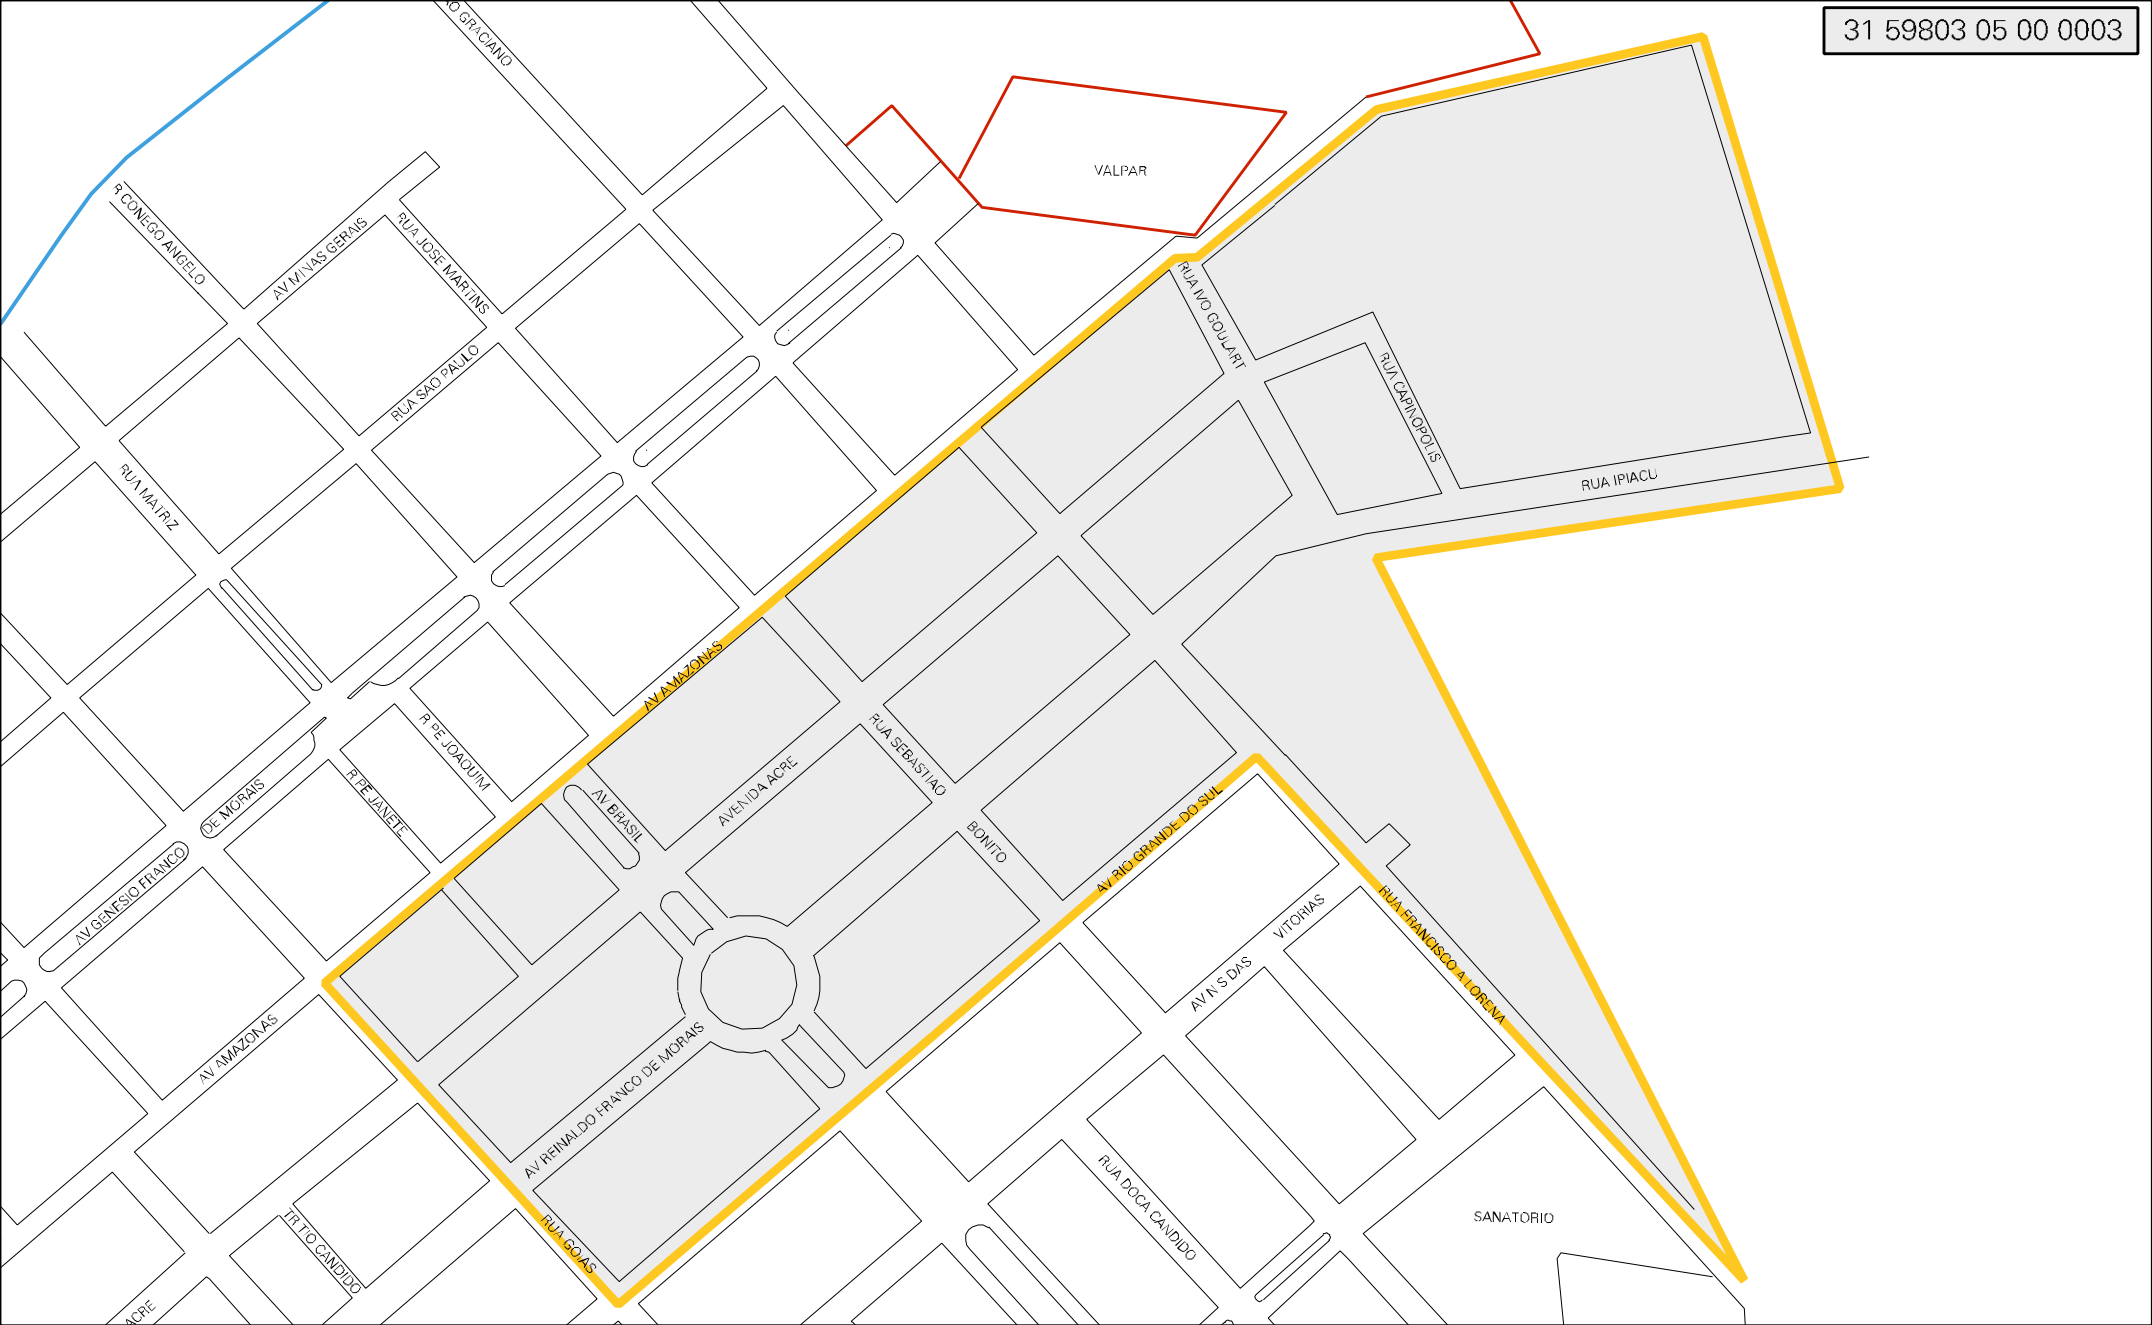 31 59803 05 00 0003
GRACIANO
VALPAR
R CONEGO ANGELO
AV MINAS GERAIS
RUA JOSE MARTINS
RUA IVO GOULART
RUA SAO PAULO
RUA CAPINOPOLIS
RUA MATRIZ
RUA IPIACU
AV AMAZONAS
R PE JOAQUIM
RUA SEBASTIAO
AVENIDA ACRE
AV BRASIL
R PE JANETE
DE MORAIS
BONITO
AV RIO GRANDE DO SUL
AV GENESIO FRANCO
RUA FRANCISCO A LORENA
VITORIAS
AV N S DAS
AV AMAZONAS
AV REINALDO FRANCO DE MORAIS
RUA DOCA CANDIDO
SANATORIO
TR TIO CANDIDO
RUA GOIAS
ACRE